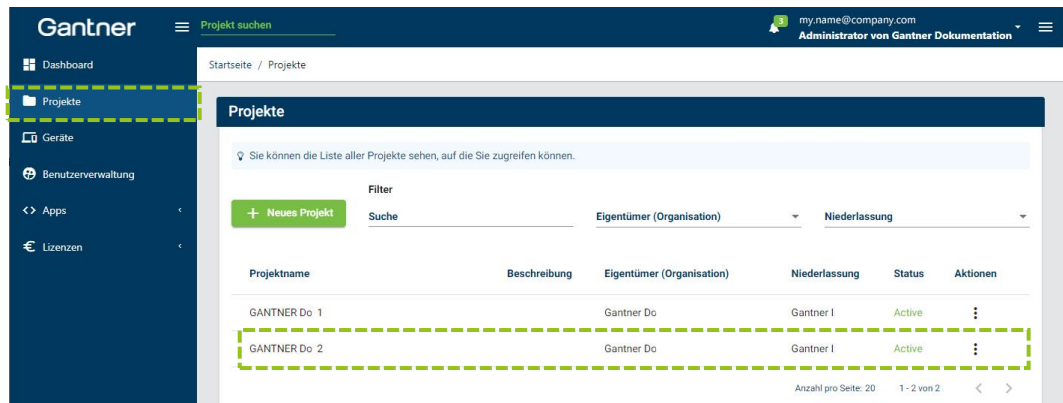 Gantner
Projekt suchen
3
my.name@company.com
Administrator von Gantner Dokumentation
Dashboard
Startseite / Projekte
Projekte
Projekte
Geräte
Sie können die Liste aller Projekte sehen, auf die Sie zugreifen können.
Benutzerverwaltung
Filter
Apps
+ Neues Projekt
Suche
Eigentümer (Organisation)
Niederlassung
€ Lizenzen
Projektname Beschreibung Eigentümer (Organisation) Niederlassung Status Aktionen
GANTNER Do 1 Gantner Do Gantner I Active
GANTNER Do 2 Gantner Do Gantner I Active
Anzahl pro Seite: 20 1 - 2 von 2 < >